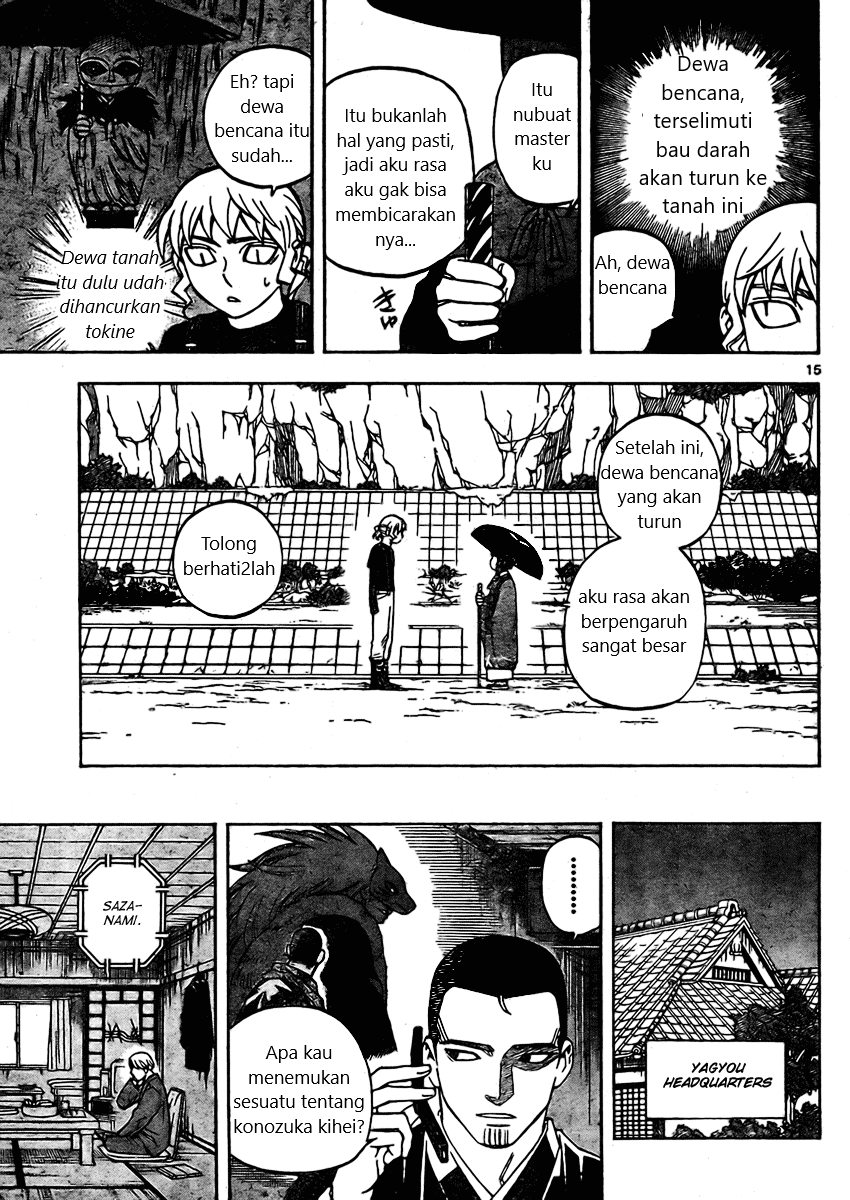 Dewa
bencana,
terselimuti
bau darah
akan turun ke
tanah ini
Ah, dewa
bencana
Itu
nubuat
master
ku
Itu bukanlah
hal yang pasti,
jadi aku rasa
aku gak bisa
membicarakan
nya...
きゅ
Eh? tapi
dewa
bencana itu
sudah...
Dewa tanah
itu dulu udah
dihancurkan
tokine
15
Setelah ini,
dewa bencana
yang akan
turun
aku rasa akan
berpengaruh
sangat besar
Tolong
berhati2lah
YAGYOU
HEADQUARTERS
.........
Apa kau
menemukan
sesuatu tentang
konozuka kihei?
SAZA-
NAMI.